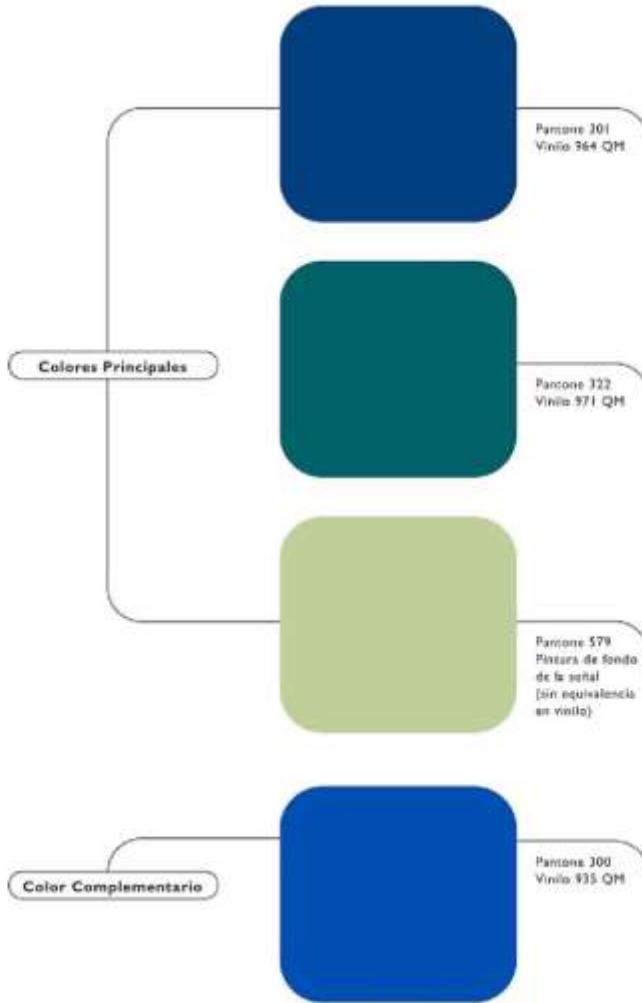 Pantone 301
Vinilo 964 QM
Colores Principales
Pantone 322
Vinilo 971 QM
Pantone 579
Pintura de fondo
de la señal
(sin equivalencia
en vinilo)
Color Complementario
Pantone 300
Vinilo 935 QM